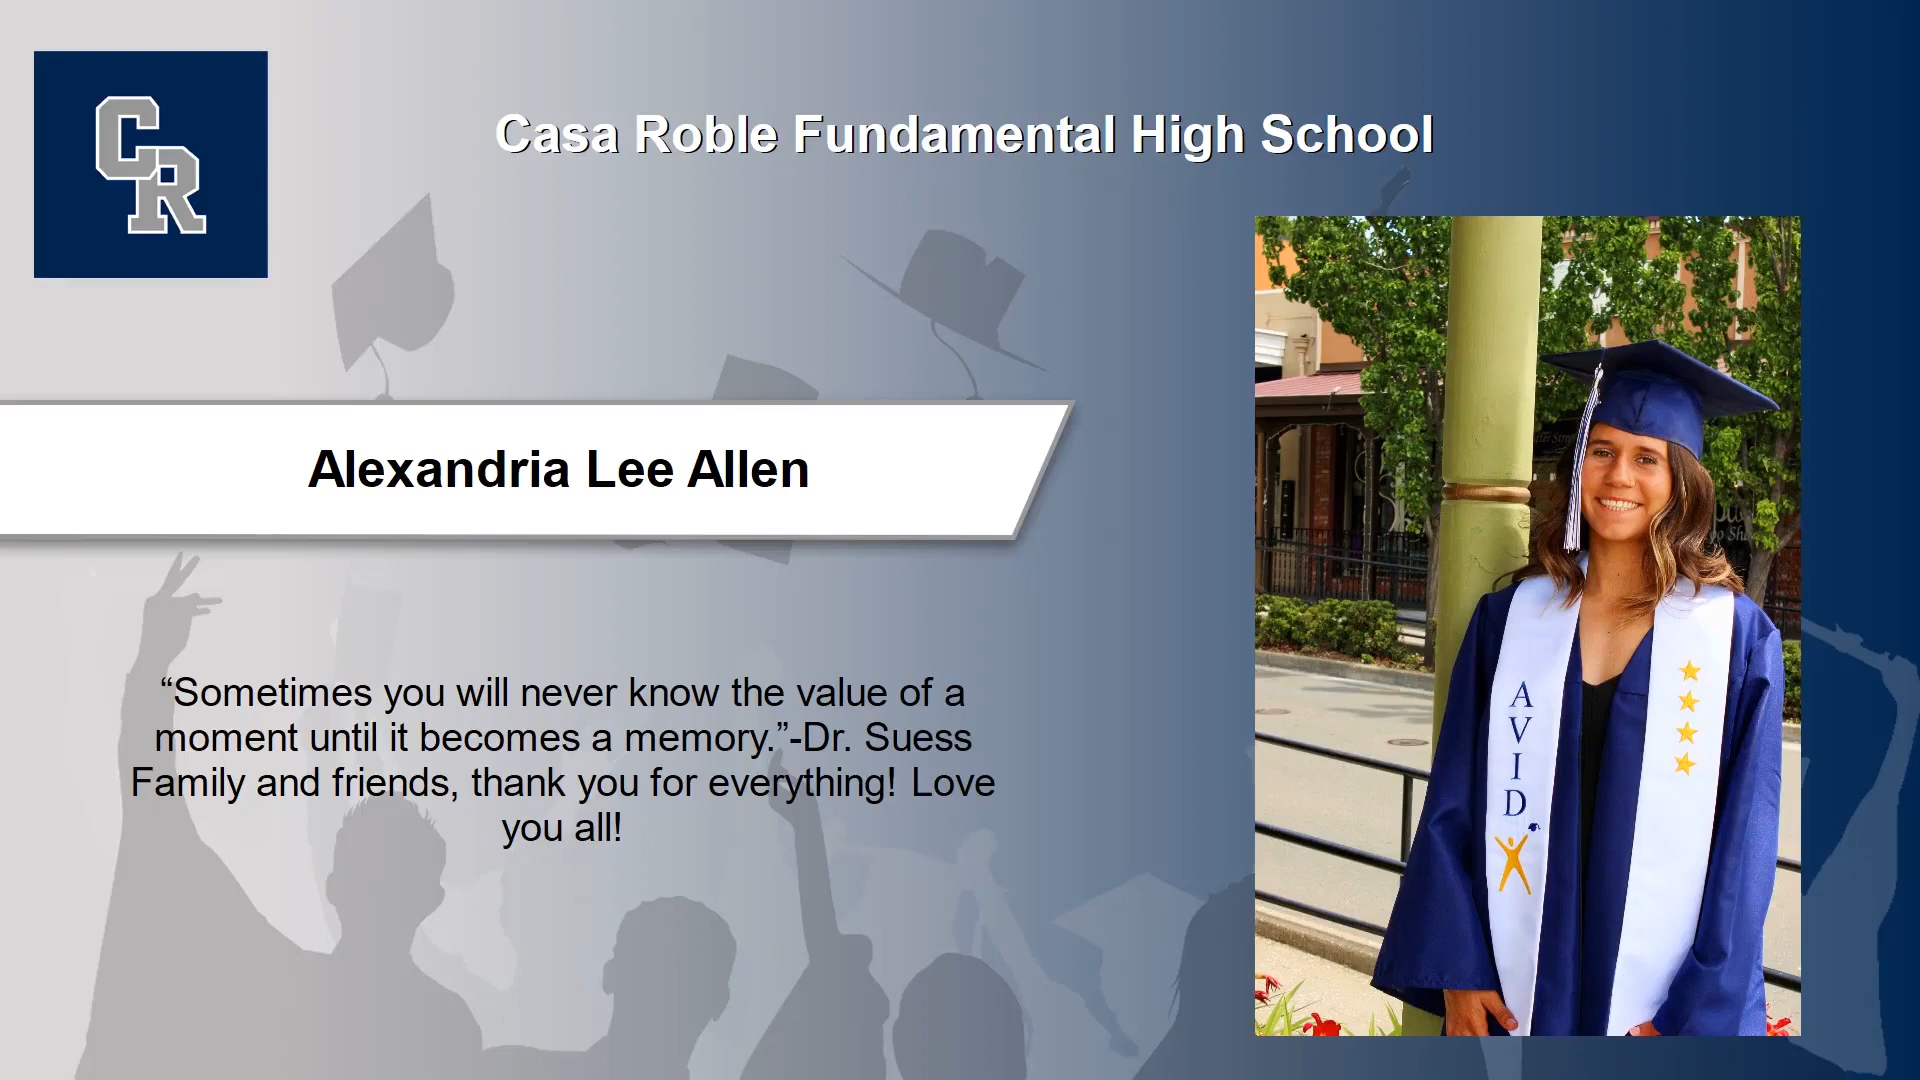 CR
Casa Roble Fundamental High School
Alexandria Lee Allen
“Sometimes you will never know the value of a
moment until it becomes a memory.”-Dr. Suess
Family and friends, thank you for everything! Love
you all!
A
V
I
D